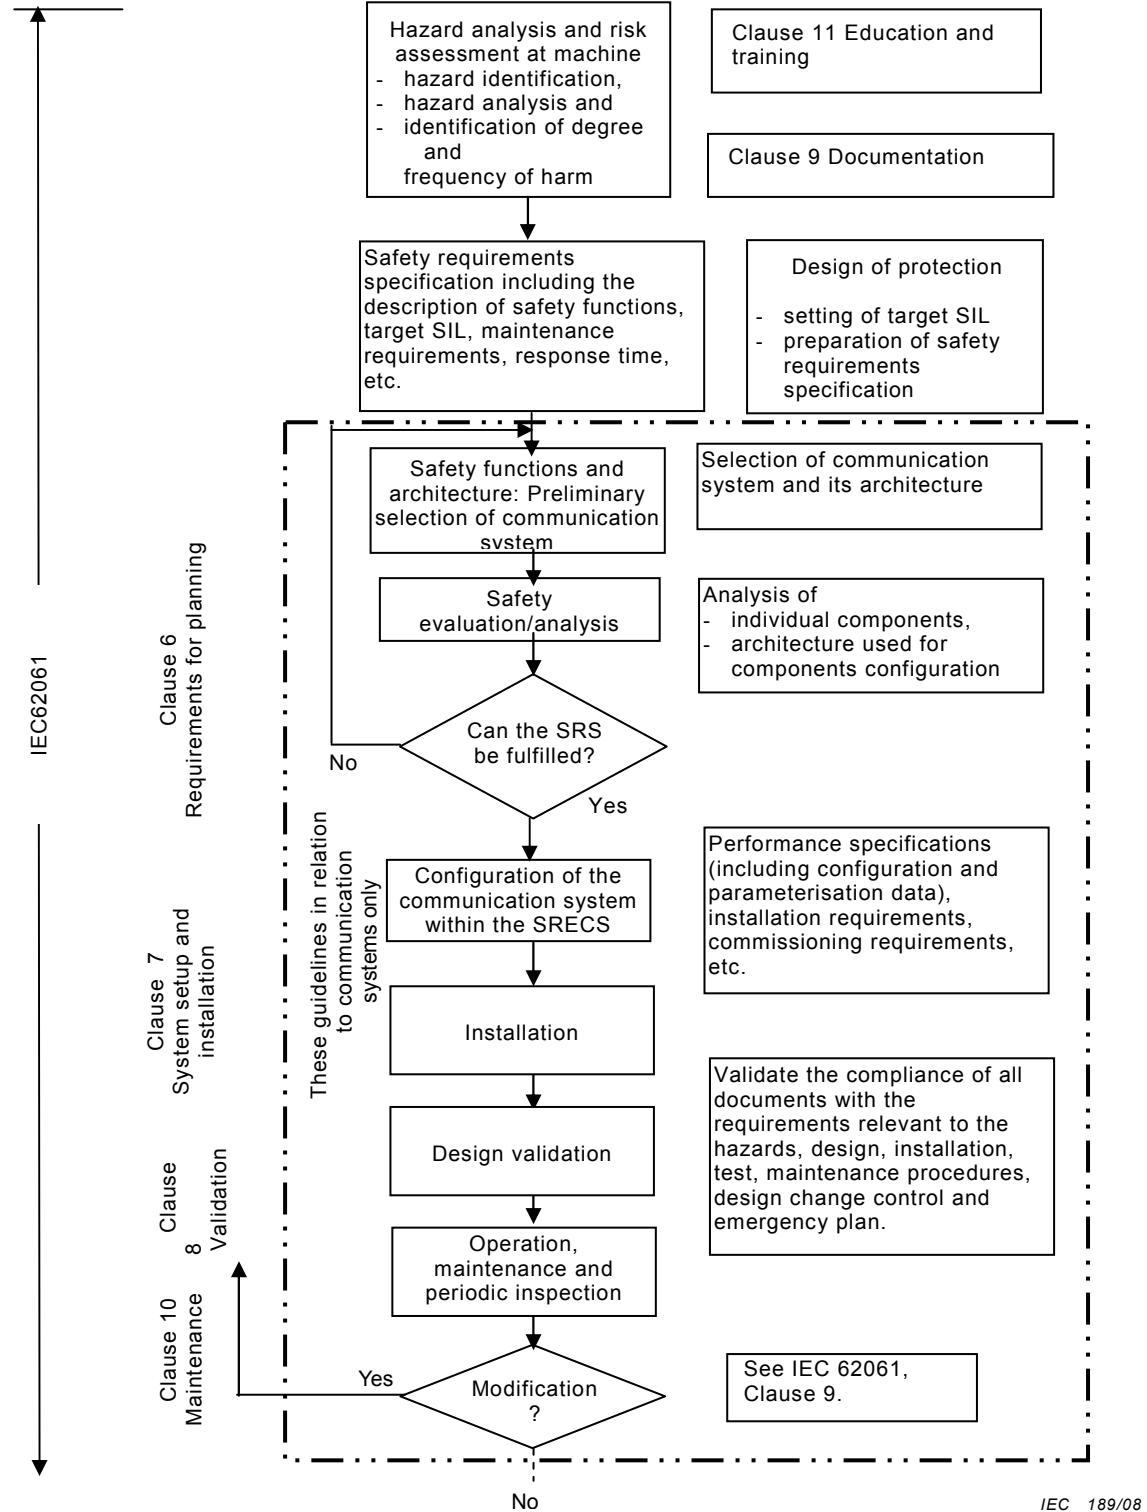 Hazard analysis and risk
assessment at machine
- hazard identification,
- hazard analysis and
- identification of degree
and
frequency of harm
Clause 11 Education and
training
Clause 9 Documentation
Safety requirements
specification including the
description of safety functions,
target SIL, maintenance
requirements, response time,
etc.
Design of protection
- setting of target SIL
- preparation of safety
requirements
specification
Safety functions and
architecture: Preliminary
selection of communication
system
Selection of communication
system and its architecture
Safety
evaluation/analysis
Analysis of
- individual components,
- architecture used for
components configuration
IEC62061
Clause 6
Requirements for planning
Can the SRS
be fulfilled?
No
Yes
These guidelines in relation
to communication
systems only
Configuration of the
communication system
within the SRECS
Performance specifications
(including configuration and
parameterisation data),
installation requirements,
commissioning requirements,
etc.
Clause 7
System setup and
installation
Installation
Design validation
Validate the compliance of all
documents with the
requirements relevant to the
hazards, design, installation,
test, maintenance procedures,
design change control and
emergency plan.
Clause
8
Validation
Operation,
maintenance and
periodic inspection
Clause 10
Maintenance
Yes
Modification
?
See IEC 62061,
Clause 9.
No
IEC 189/08